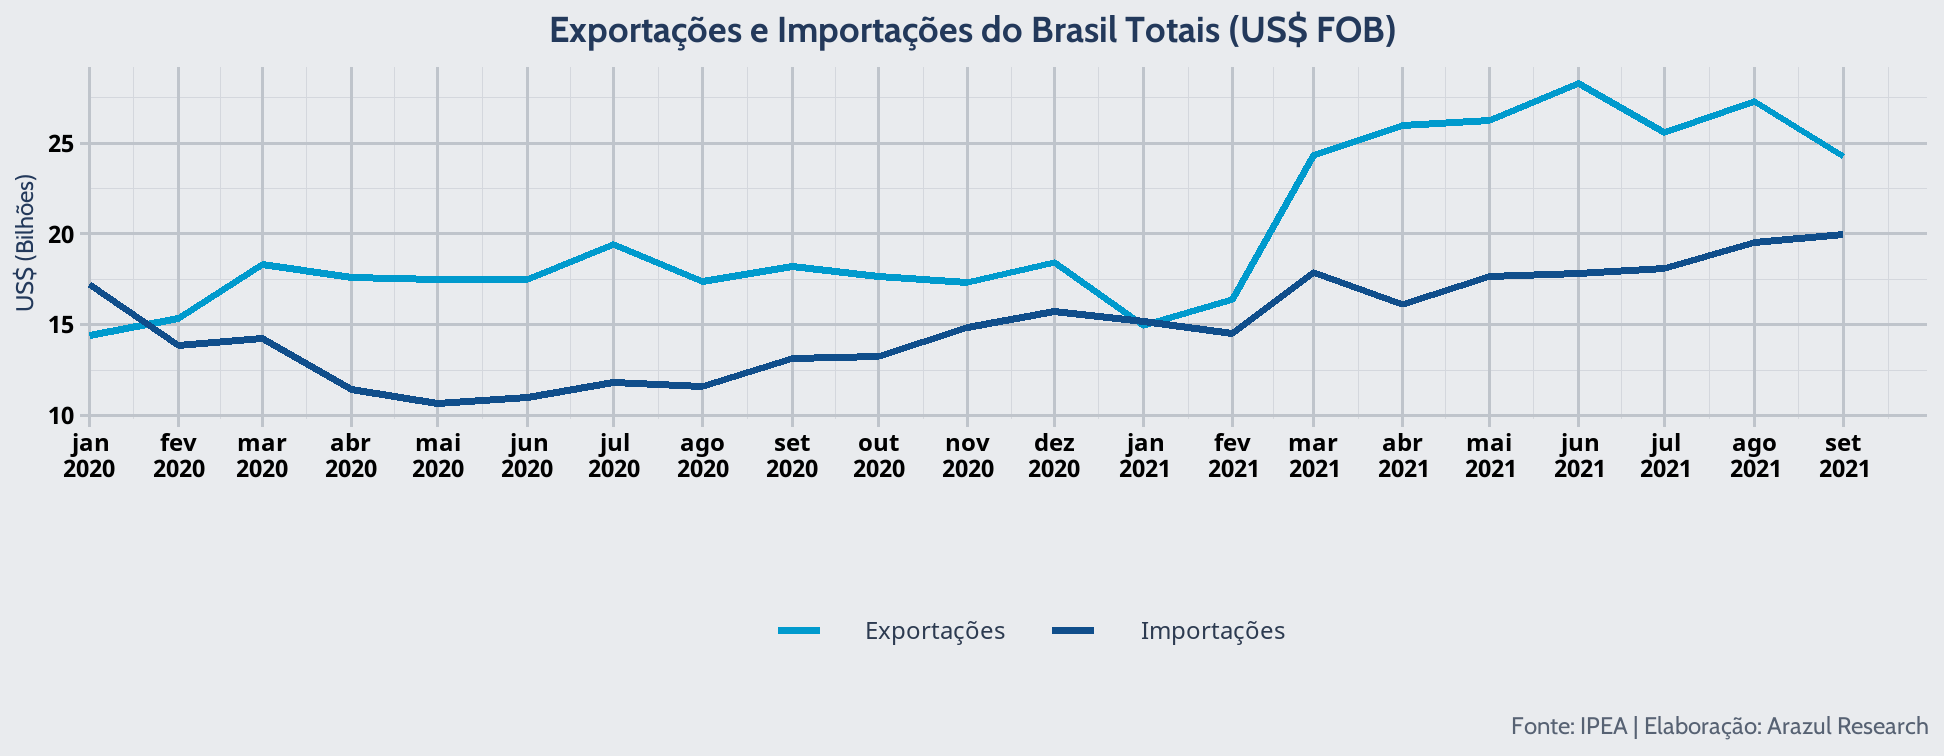 Exportações e Importações do Brasil Totais (US$ FOB)
US$ (Bilhões)
25
20
15
10
jan fev mar abr mai jun jul ago set out nov dez jan fev mar abr mai jun jul ago set
2020 2020 2020 2020 2020 2020 2020 2020 2020 2020 2020 2020 2021 2021 2021 2021 2021 2021 2021 2021 2021
Exportações Importações
Fonte: IPEA | Elaboração: Arazul Research